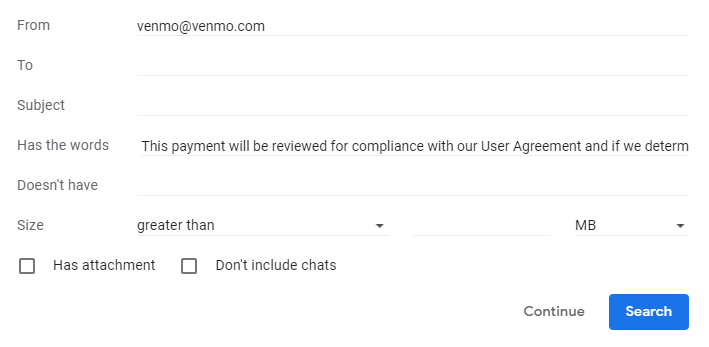 From venmo@venmo.com
To
Subject
Has the words This payment will be reviewed for compliance with our User Agreement and if we determ
Doesn't have
Size greater than MB
Has attachment Don't include chats
Continue Search